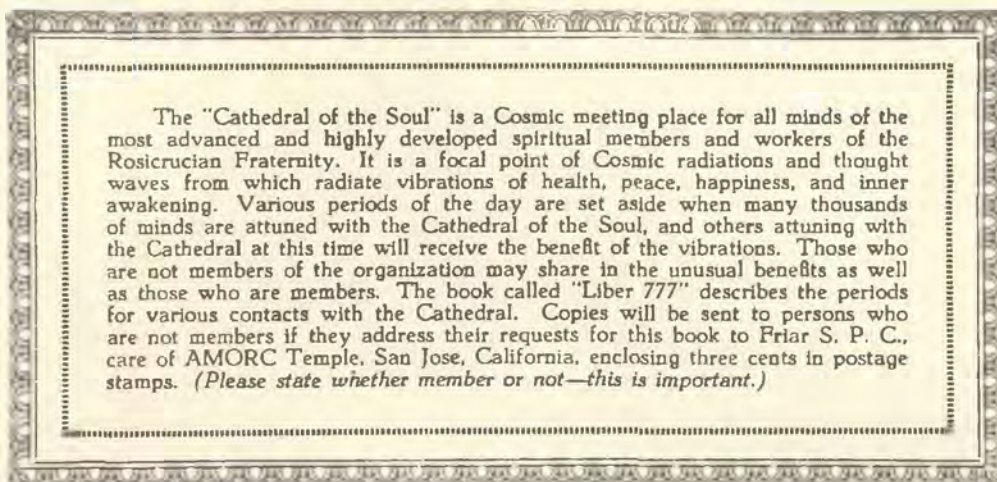 The "Cathedral of the Soul" is a Cosmic meeting place for all minds of the
most advanced and highly developed spiritual members and workers of the
Rosicrucian Fraternity. It is a focal point of Cosmic radiations and thought
waves from which radiate vibrations of health, peace, happiness, and inner
awakening. Various periods of the day are set aside when many thousands
of minds are attuned with the Cathedral of the Soul, and others attuning with
the Cathedral at this time will receive the benefit of the vibrations. Those who
are not members of the organization may share in the unusual benefits as well
as those who are members. The book called "Liber 777" describes the periods
for various contacts with the Cathedral. Copies will be sent to persons who
are not members if they address their requests for this book to Friar S. P. C.,
care of AMORC Temple, San Jose, California, enclosing three cents in postage
stamps. (Please state whether member or not—this is important.)